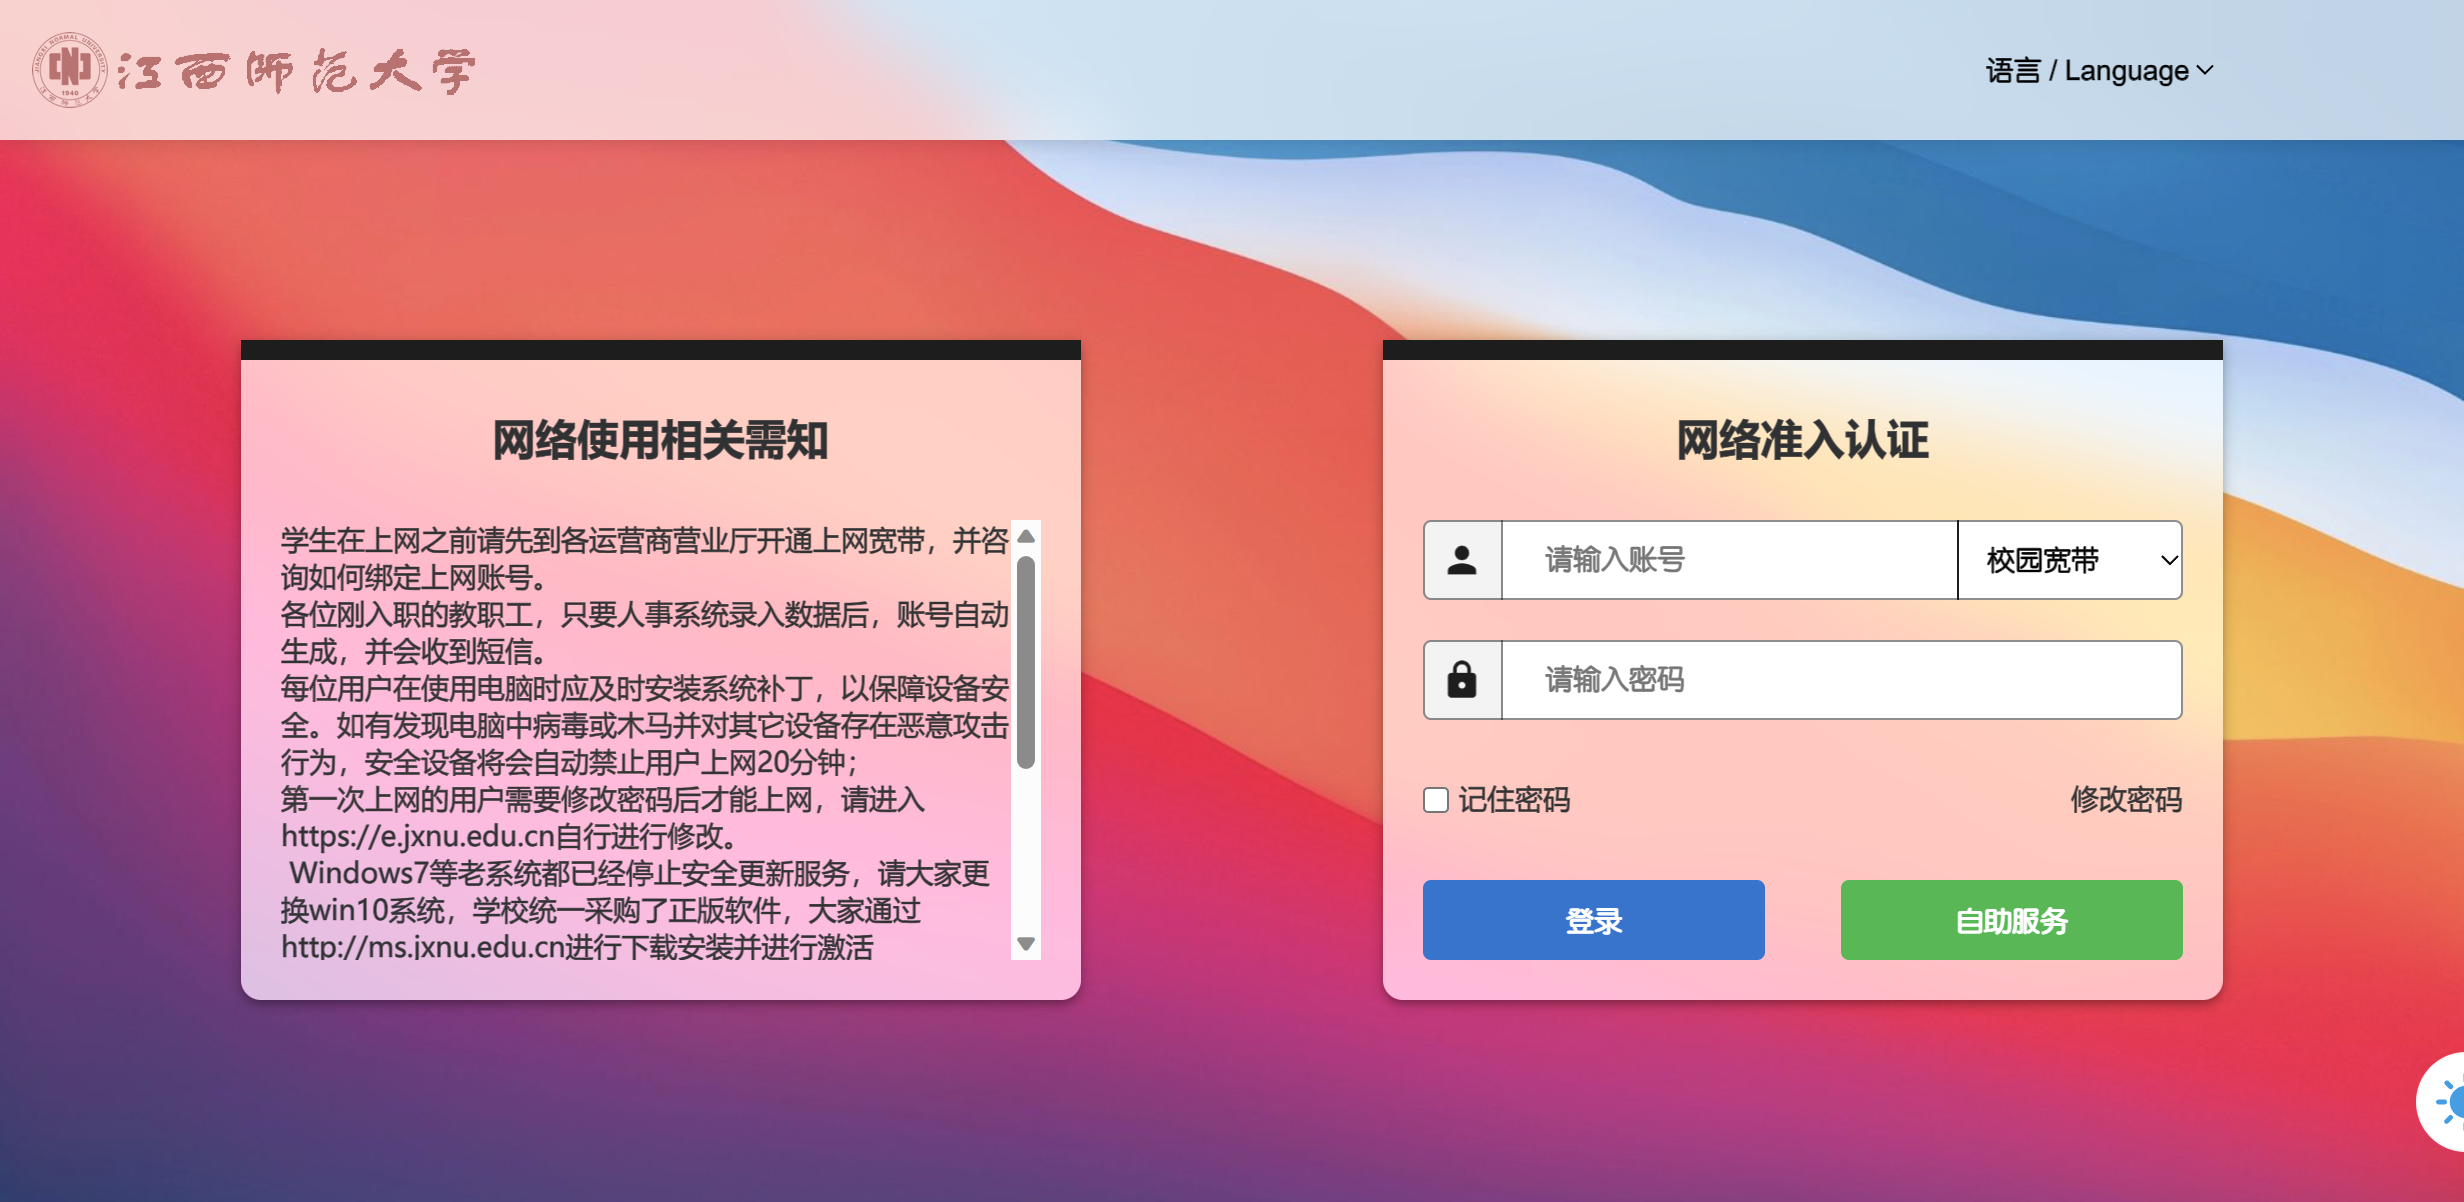 JIANGXI NORMAL UNIVERSITY
1940
江西师范大学
江西师范大学
语言 / Language
网络使用相关需知
学生在上网之前请先到各运营商营业厅开通上网宽带，并咨
询如何绑定上网账号。
各位刚入职的教职工，只要人事系统录入数据后，账号自动
生成，并会收到短信。
每位用户在使用电脑时应及时安装系统补丁，以保障设备安
全。如有发现电脑中病毒或木马并对其它设备存在恶意攻击
行为，安全设备将会自动禁止用户上网20分钟；
第一次上网的用户需要修改密码后才能上网，请进入
https://e.jxnu.edu.cn自行进行修改。
Windows7等老系统都已经停止安全更新服务，请大家更
换win10系统，学校统一采购了正版软件，大家通过
http://ms.jxnu.edu.cn进行下载安装并进行激活
网络准入认证
请输入账号
校园宽带
请输入密码
记住密码
修改密码
登录
自助服务